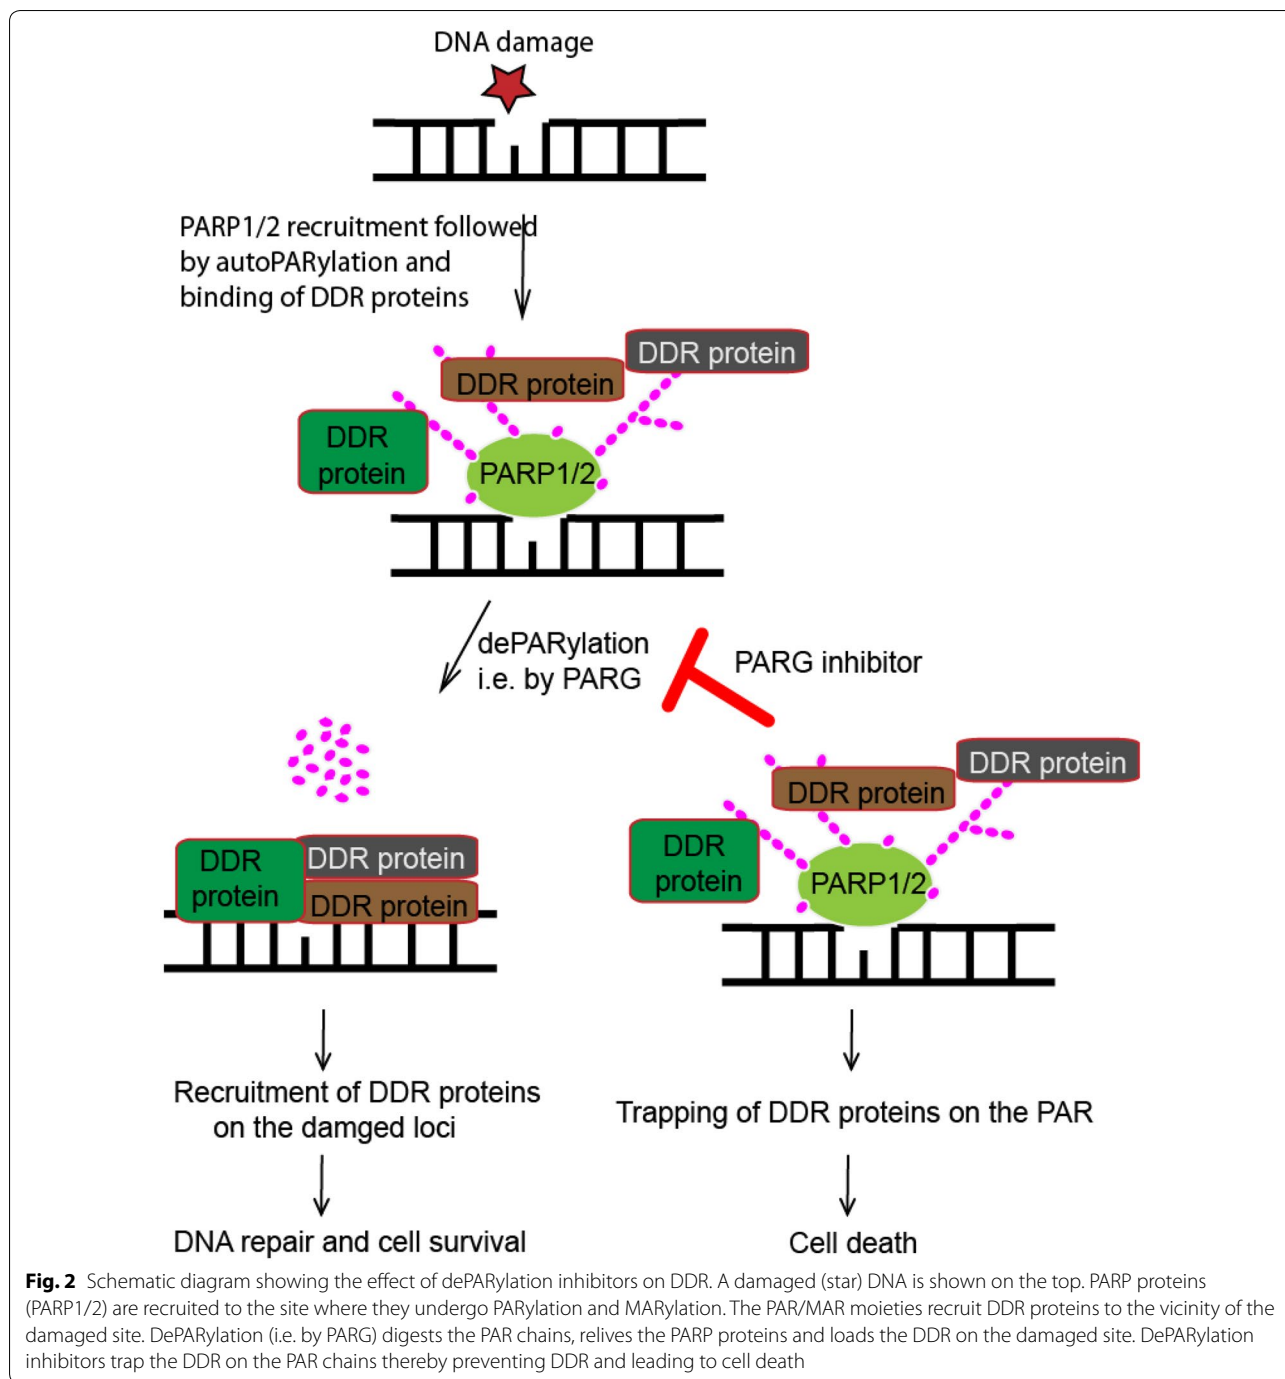 DNA damage
PARP1/2 recruitment followed
by autoPARylation and
binding of DDR proteins
DDR protein
DDR protein
DDR
protein
PARP1/2
dePARylation
i.e. by PARG
PARG inhibitor
DDR protein
DDR protein
DDR
protein
PARP1/2
DDR
protein
DDR protein
DDR protein
Recruitment of DDR proteins
on the damged loci
Trapping of DDR proteins on the PAR
DNA repair and cell survival
Cell death
Fig. 2 Schematic diagram showing the effect of dePARylation inhibitors on DDR. A damaged (star) DNA is shown on the top. PARP proteins
(PARP1/2) are recruited to the site where they undergo PARylation and MARylation. The PAR/MAR moieties recruit DDR proteins to the vicinity of the
damaged site. DePARylation (i.e. by PARG) digests the PAR chains, relives the PARP proteins and loads the DDR on the damaged site. DePARylation
inhibitors trap the DDR on the PAR chains thereby preventing DDR and leading to cell death